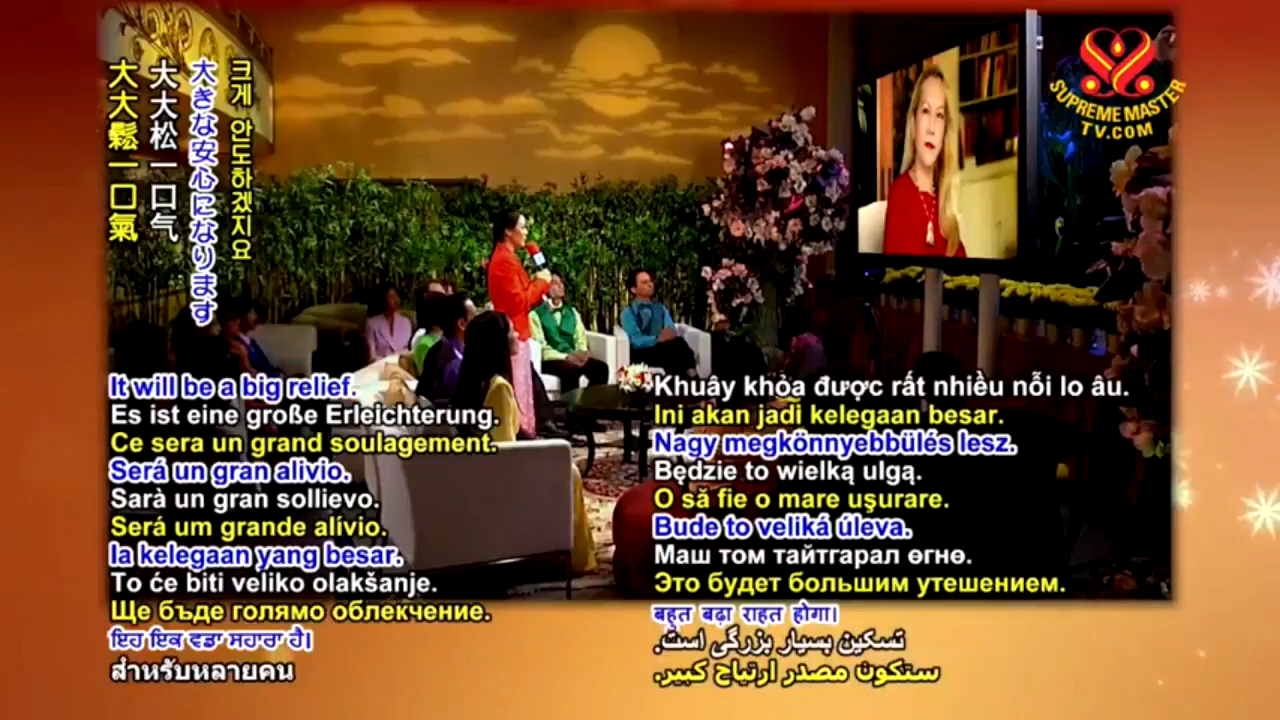 大大鬆一口氣
大大松一口气
大きな安心になります
크게 안도하겠지요
SUPREME MASTER
TV.COM
It will be a big relief.
Es ist eine große Erleichterung.
Ce sera un grand soulagement.
Será un gran alivio.
Sarà un gran sollievo.
Será um grande alívio.
Ia kelegaan yang besar.
To će biti veliko olakšanje.
Ще бъде голямо облекчение.
ਇਹ ਇਕ ਵਡਾ ਸਹਾਰਾ ਹੈ।
สำหรับหลายคน
Khuây khỏa được rất nhiều nỗi lo âu.
Ini akan jadi kelegaan besar.
Nagy megkönnyebbülés lesz.
Będzie to wielką ulgą.
O să fie o mare uşurare.
Bude to veliká úleva.
Маш том тайтгарал өгнө.
Это будет большим утешением.
बहुत बढ़ा राहत होगा।
تسکین بسیار بزرگی است.
ستكون مصدر ارتياح كبير.